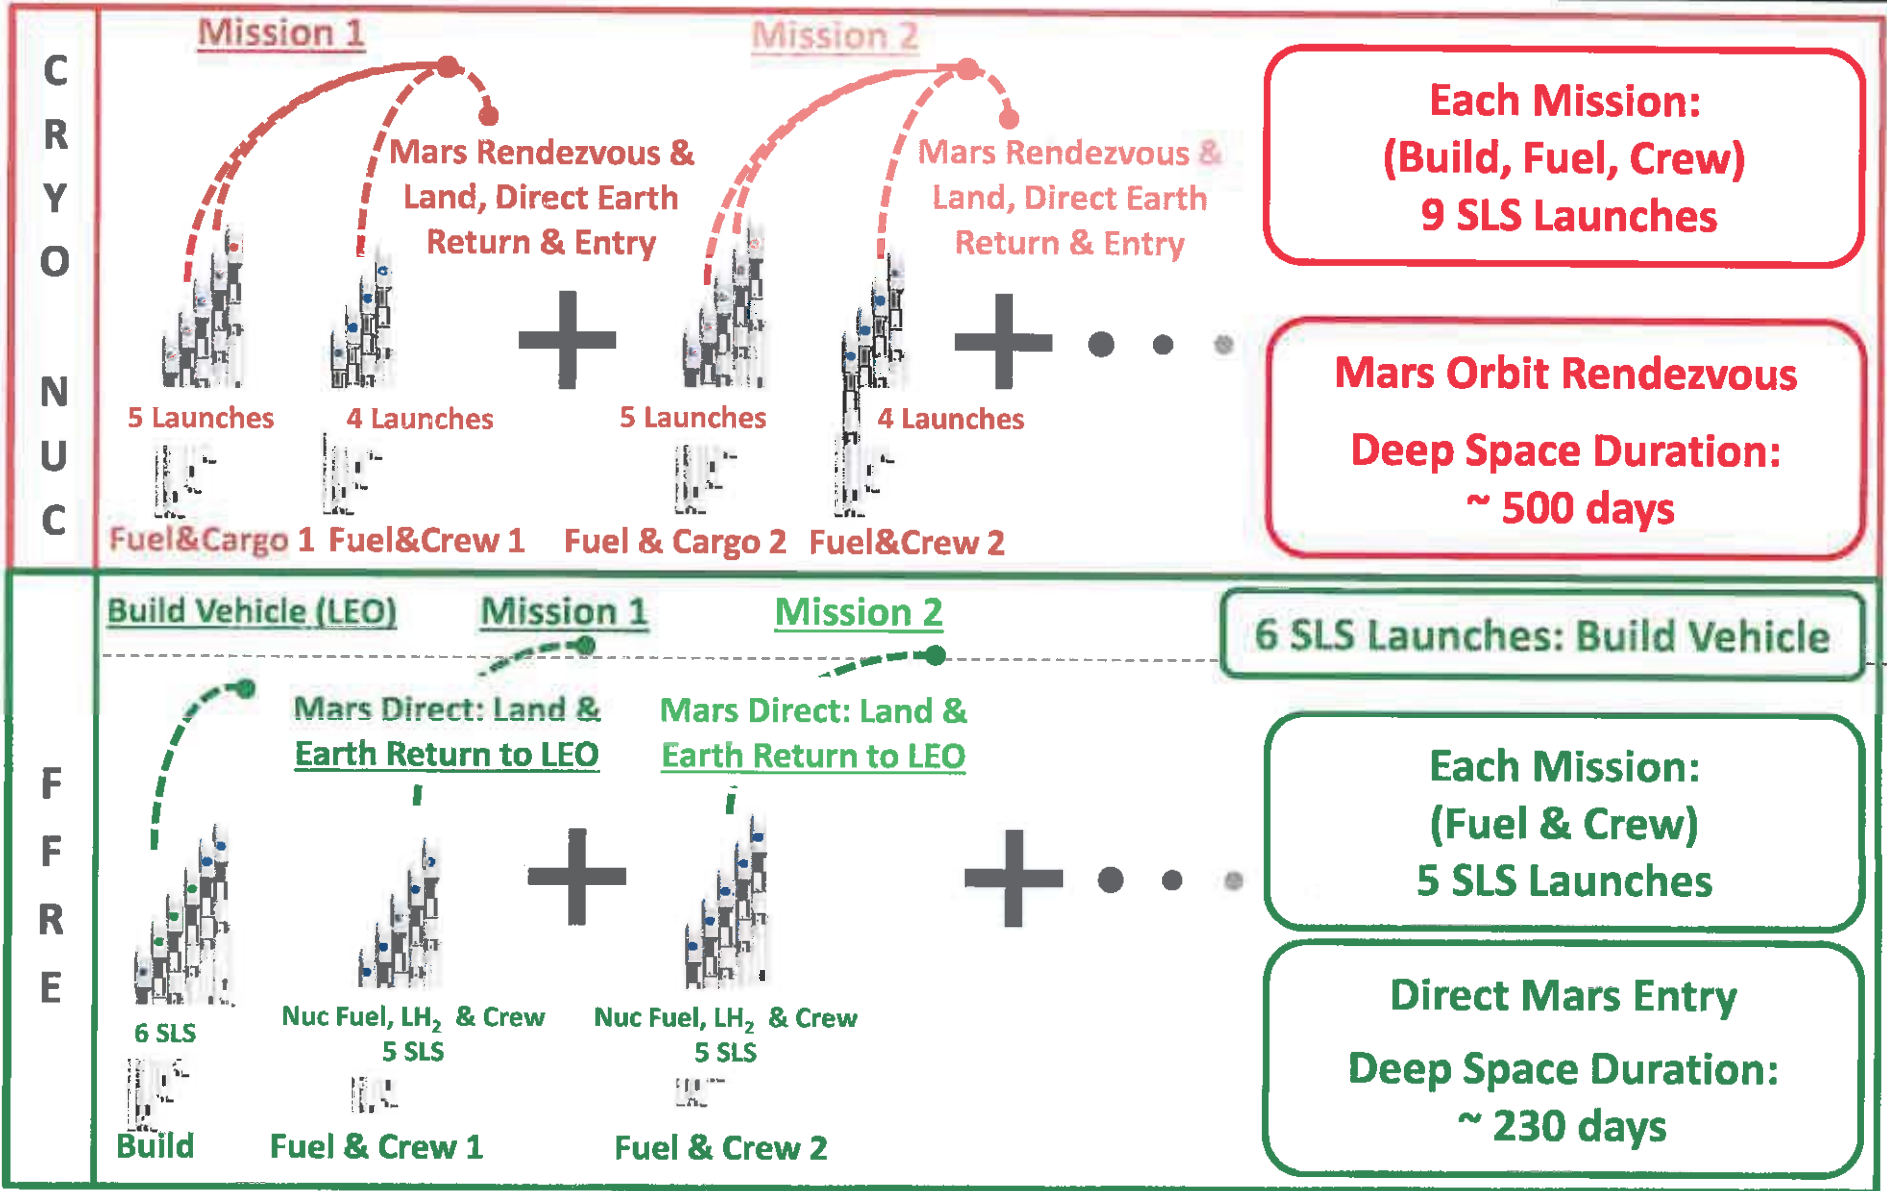 CRYO NUC
Mission 1
Mission 2
Mars Rendezvous &
Land, Direct Earth
Return & Entry
Mars Rendezvous &
Land, Direct Earth
Return & Entry
5 Launches
4 Launches
5 Launches
4 Launches
Fuel&Cargo 1
Fuel&Crew 1
Fuel & Cargo 2
Fuel&Crew 2
Each Mission:
(Build, Fuel, Crew)
9 SLS Launches
Mars Orbit Rendezvous
Deep Space Duration:
~ 500 days
FFRE
Build Vehicle (LEO)
Mission 1
Mission 2
Mars Direct: Land &
Earth Return to LEO
Mars Direct: Land &
Earth Return to LEO
6 SLS
Nuc Fuel, LH₂ & Crew
5 SLS
Nuc Fuel, LH₂ & Crew
5 SLS
Build
Fuel & Crew 1
Fuel & Crew 2
6 SLS Launches: Build Vehicle
Each Mission:
(Fuel & Crew)
5 SLS Launches
Direct Mars Entry
Deep Space Duration:
~ 230 days